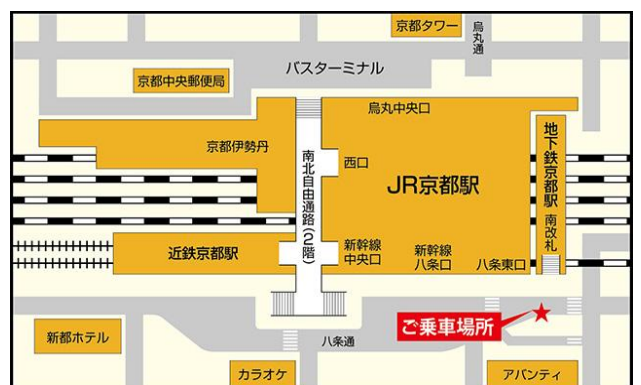 京都タワー
烏丸通
バスターミナル
京都中央郵便局
烏丸中央口
京都伊勢丹
南北自由通路(2階)
西口
JR京都駅
地下鉄京都駅
南改札
近鉄京都駅
新幹線
中央口
新幹線
八条口
八条東口
ご乗車場所
新都ホテル
八条通
カラオケ
アバンティ